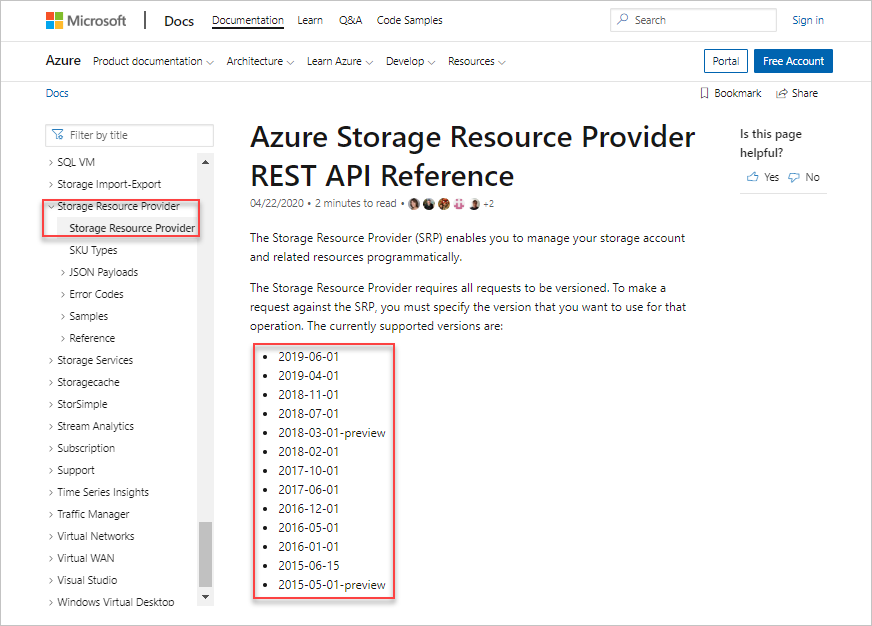 Microsoft | Docs Documentation Learn Q&A Code Samples Search Sign in
Azure Product documentation Architecture Learn Azure Develop Resources Portal Free Account
Docs Bookmark Share
Filter by title
SQL VM
Storage Import-Export
Storage Resource Provider
Storage Resource Provider
SKU Types
JSON Payloads
Error Codes
Samples
Reference
Storage Services
Storagecache
StorSimple
Stream Analytics
Subscription
Support
Time Series Insights
Traffic Manager
Virtual Networks
Virtual WAN
Visual Studio
Windows Virtual Desktop
Azure Storage Resource Provider
REST API Reference
04/22/2020 • 2 minutes to read • +2
The Storage Resource Provider (SRP) enables you to manage your storage account
and related resources programmatically.
The Storage Resource Provider requires all requests to be versioned. To make a
request against the SRP, you must specify the version that you want to use for that
operation. The currently supported versions are:
• 2019-06-01
• 2019-04-01
• 2018-11-01
• 2018-07-01
• 2018-03-01-preview
• 2018-02-01
• 2017-10-01
• 2017-06-01
• 2016-12-01
• 2016-05-01
• 2016-01-01
• 2015-06-15
• 2015-05-01-preview
Is this page
helpful?
Yes No